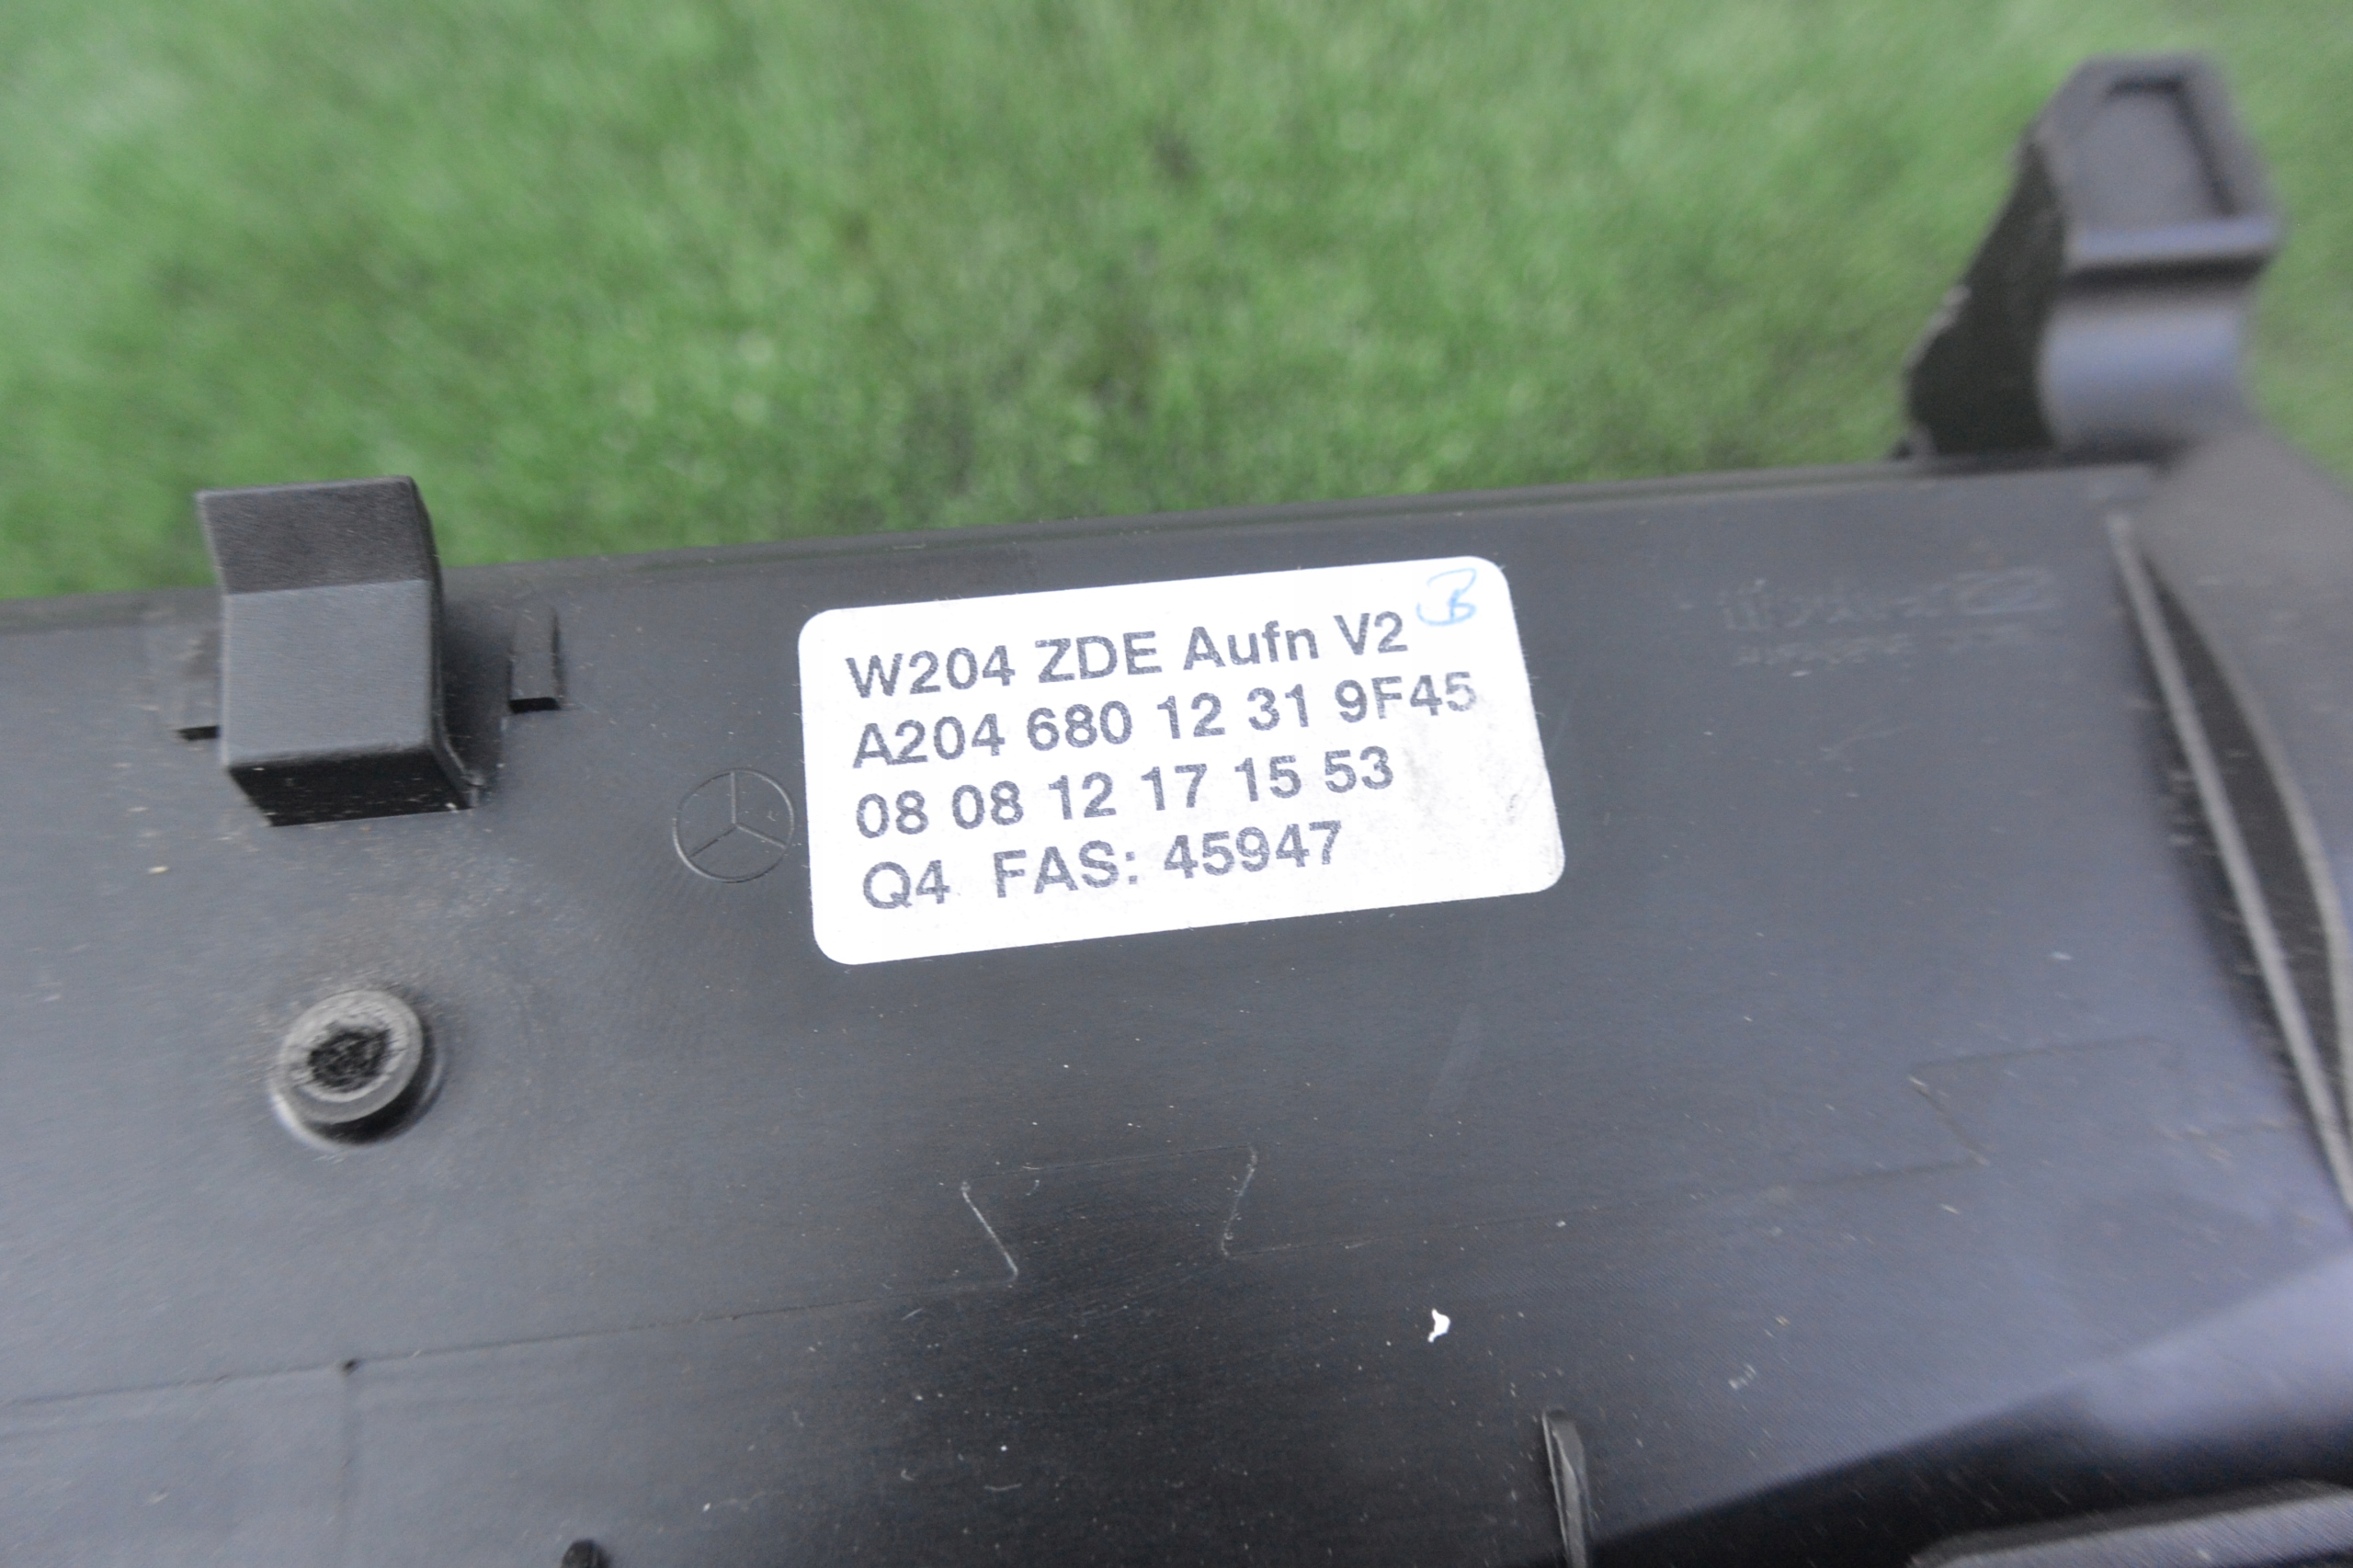 W204 ZDE Aufn V2
A204 680 12 31 9F45
08 08 12 17 15 53
Q4 FAS: 45947